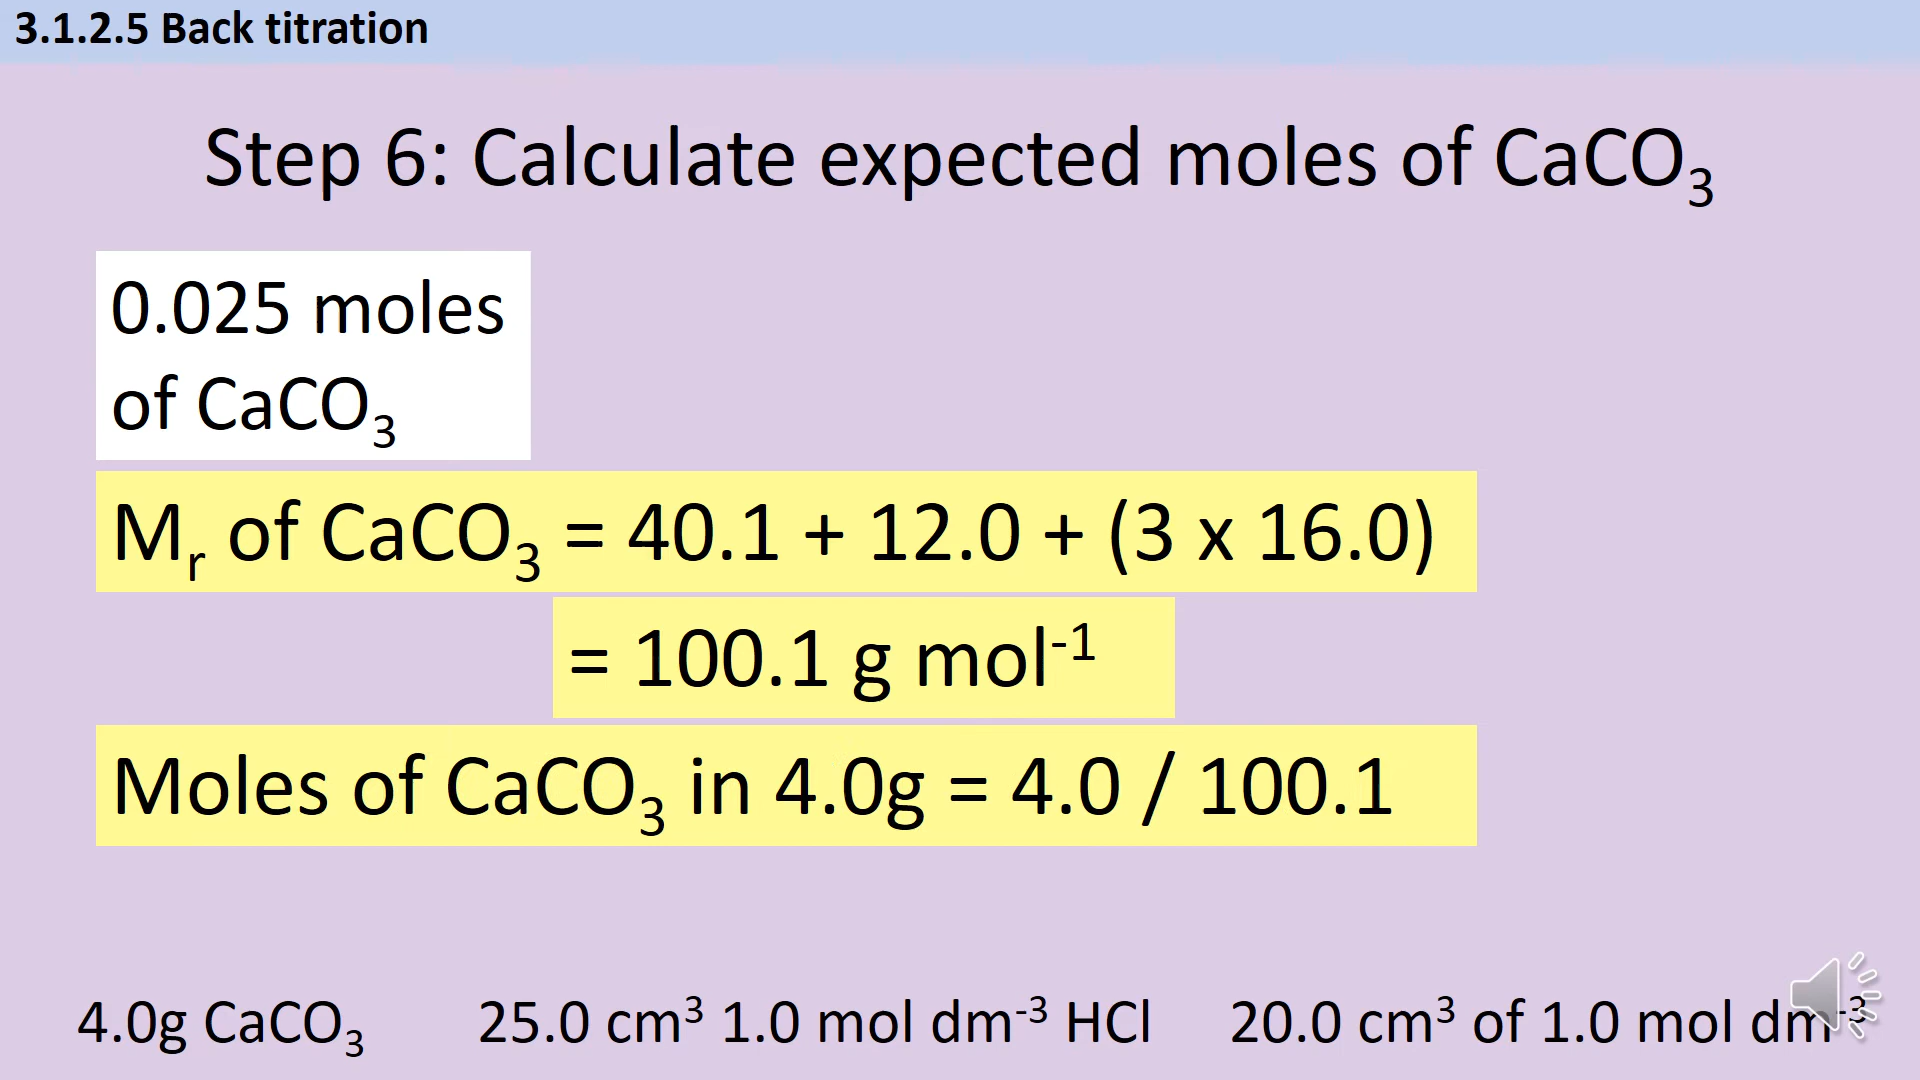 3.1.2.5 Back titration
Step 6: Calculate expected moles of CaCO₃
0.025 moles
of CaCO₃
Mᵣ of CaCO₃ = 40.1 + 12.0 + (3 x 16.0)
= 100.1 g mol⁻¹
Moles of CaCO₃ in 4.0g = 4.0 / 100.1
4.0g CaCO₃ 25.0 cm³ 1.0 mol dm⁻³ HCl 20.0 cm³ of 1.0 mol dm⁻³